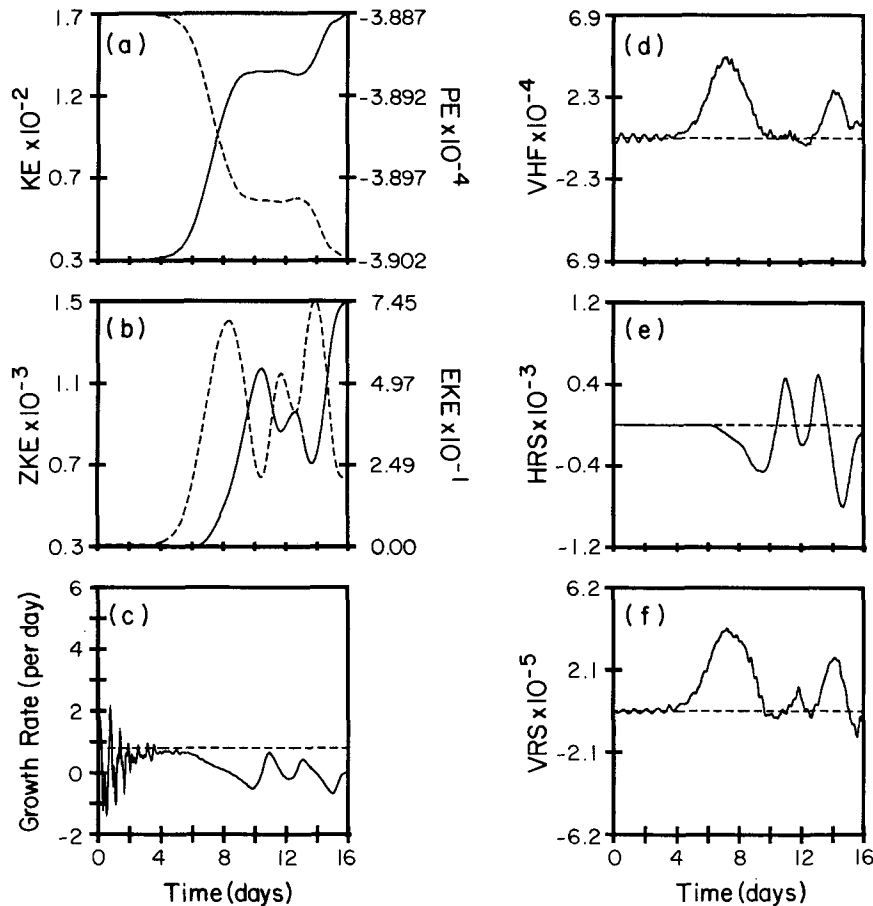 (a)
KE x10⁻²
1.7
1.2
0.7
0.3
-3.887
-3.892
-3.897
-3.902
PE x10⁻⁴
(b)
ZKE x10⁻³
1.5
1.1
0.7
0.3
7.45
4.97
2.49
0.00
EKE x10⁻¹
(c)
Growth Rate (per day)
6
4
2
0
-2
0 4 8 12 16
Time (days)
(d)
VHF x10⁻⁴
6.9
2.3
-2.3
6.9
(e)
HRS x10⁻³
1.2
0.4
-0.4
-1.2
(f)
VRS x10⁻⁵
6.2
2.1
-2.1
-6.2
0 4 8 12 16
Time (days)